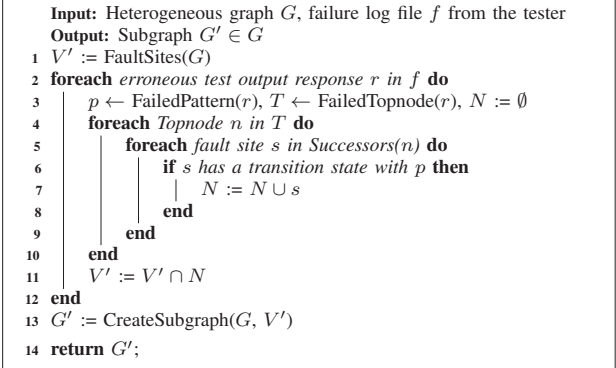 Input: Heterogeneous graph G, failure log file f from the tester
Output: Subgraph G′ ∈ G
1 V′ := FaultSites(G)
2 foreach erroneous test output response r in f do
3 p ← FailedPattern(r), T ← FailedTopnode(r), N := ∅
4 foreach Topnode n in T do
5 foreach fault site s in Successors(n) do
6 if s has a transition state with p then
7 N := N ∪ s
8 end
9 end
10 end
11 V′ := V′ ∩ N
12 end
13 G′ := CreateSubgraph(G, V′)
14 return G′;